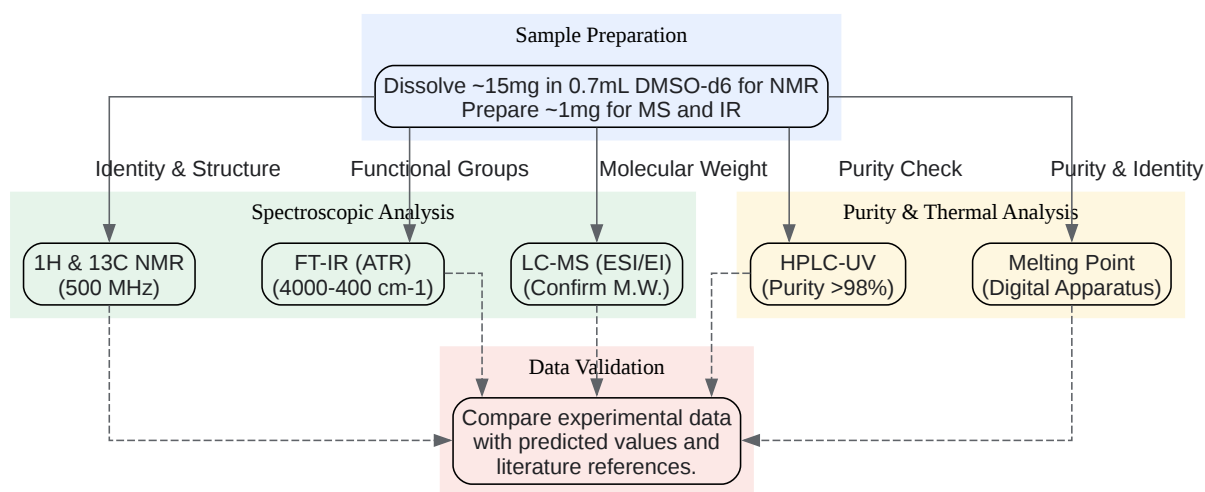 Sample Preparation
Dissolve ~15mg in 0.7mL DMSO-d6 for NMR
Prepare ~1mg for MS and IR
Identity & Structure
Functional Groups
Molecular Weight
Purity Check
Purity & Identity
Spectroscopic Analysis
Purity & Thermal Analysis
1H & 13C NMR
(500 MHz)
FT-IR (ATR)
(4000-400 cm-1)
LC-MS (ESI/EI)
(Confirm M.W.)
HPLC-UV
(Purity >98%)
Melting Point
(Digital Apparatus)
Data Validation
Compare experimental data
with predicted values and
literature references.